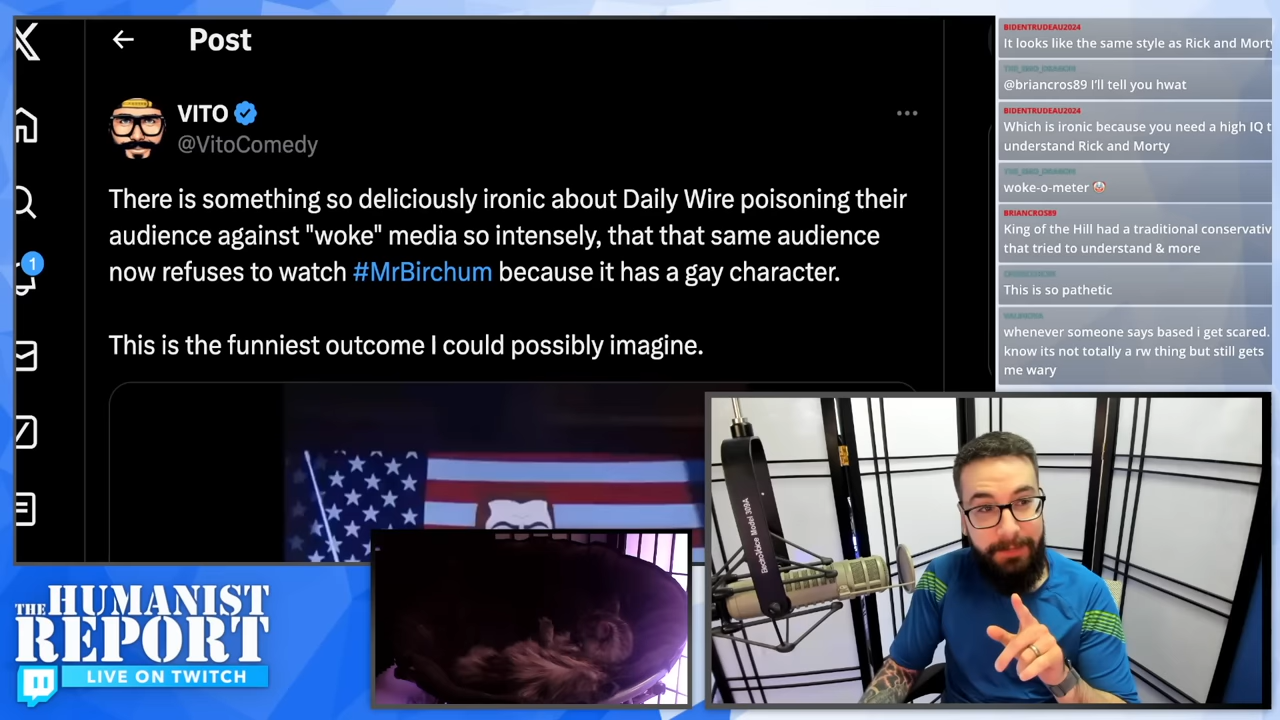 Post
VITO
@VitoComedy
There is something so deliciously ironic about Daily Wire poisoning their
audience against "woke" media so intensely, that that same audience
now refuses to watch #MrBirchum because it has a gay character.
This is the funniest outcome I could possibly imagine.
1
BIDENTRUDEAU2024
It looks like the same style as Rick and Morty
@briancros89 I'll tell you hwat
BIDENTRUDEAU2024
Which is ironic because you need a high IQ t
understand Rick and Morty
woke-o-meter
BRIANCROS89
King of the Hill had a traditional conservativ
that tried to understand & more
This is so pathetic
whenever someone says based i get scared.
know its not totally a rw thing but still gets
me wary
ElectroVoice Model 309A
THE HUMANIST
REPORT
LIVE ON TWITCH